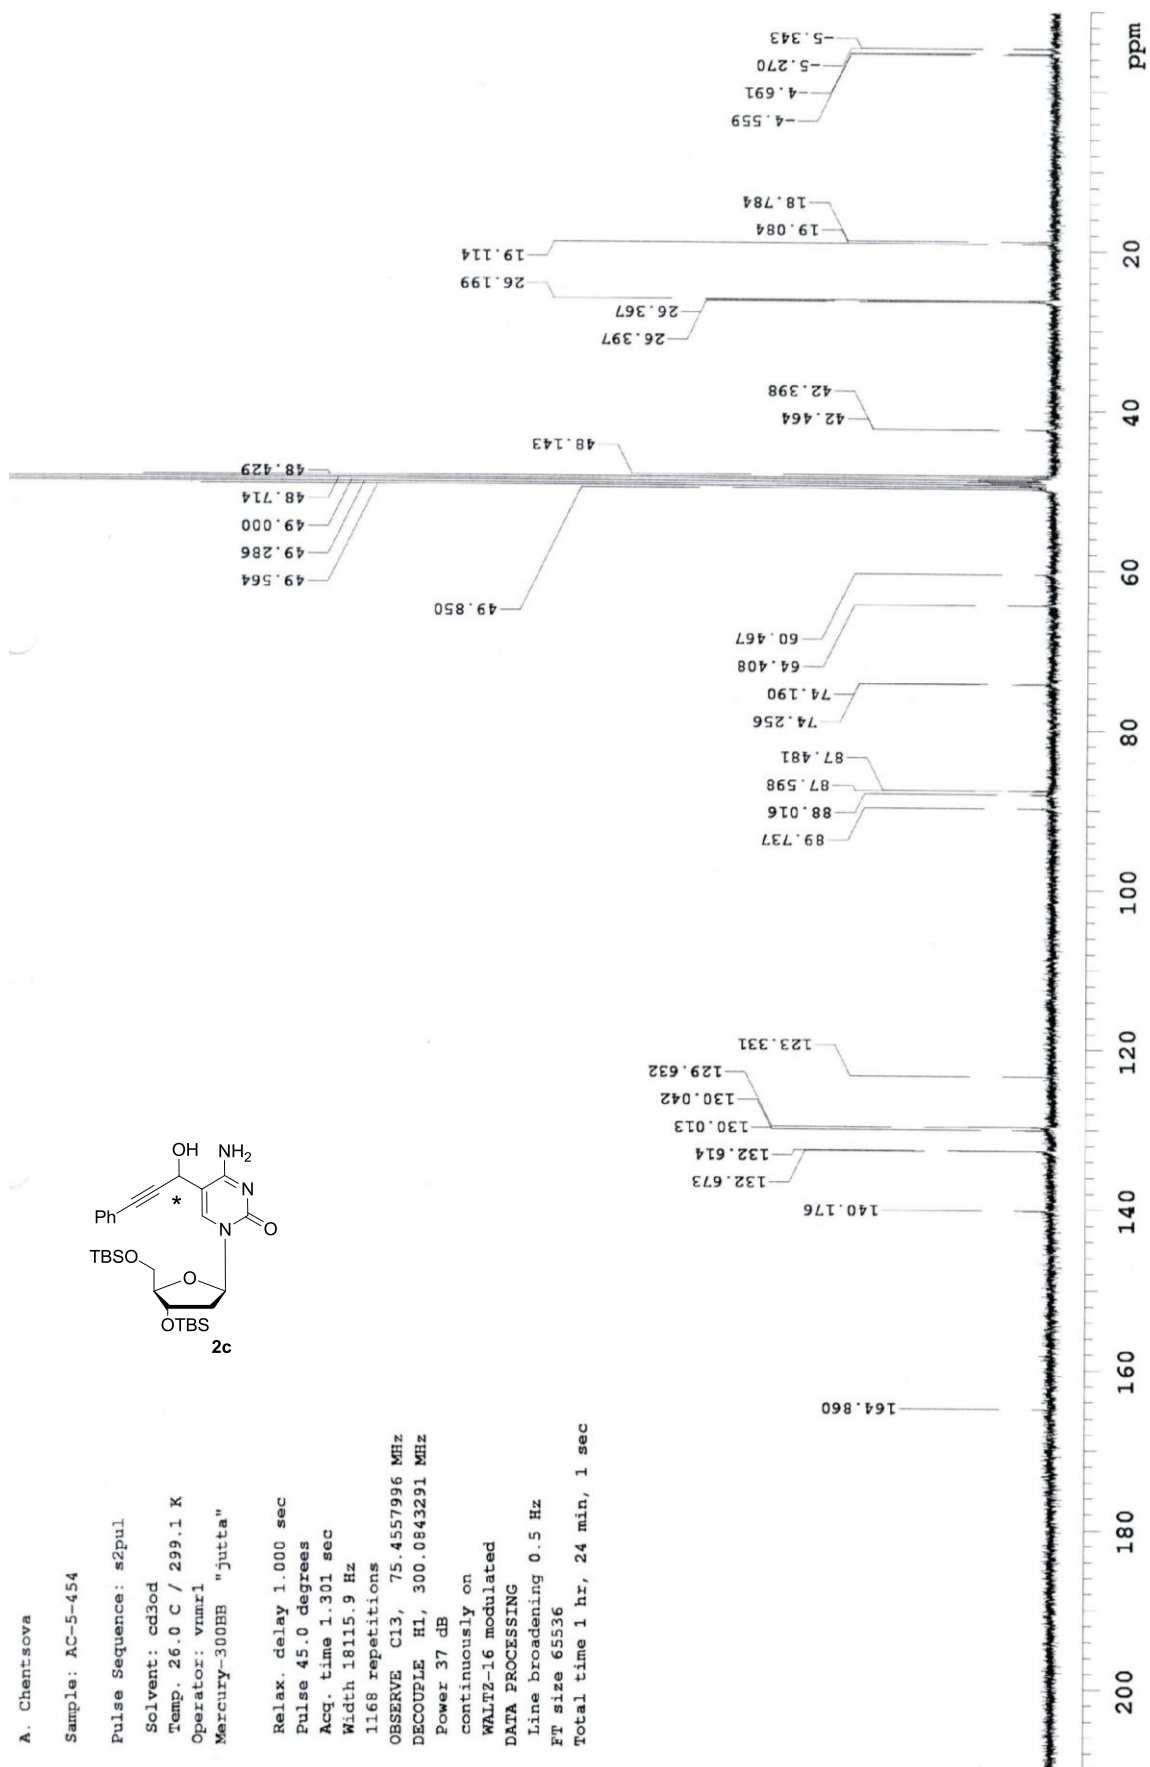 A. Chentsova
Sample: AC-5-454
Pulse Sequence: s2pul
Solvent: cd3od
Temp. 26.0 C / 299.1 K
Operator: vnmr1
Mercury-300BB "jutta"
Relax. delay 1.000 sec
Pulse 45.0 degrees
Acq. time 1.301 sec
Width 18115.9 Hz
1168 repetitions
OBSERVE C13, 75.4557996 MHz
DECOUPLE H1, 300.0843291 MHz
Power 37 dB
continuously on
WALTZ-16 modulated
DATA PROCESSING
Line broadening 0.5 Hz
FT size 65536
Total time 1 hr, 24 min, 1 sec
OH
NH2
N
Ph
*
N
O
TBSO
O
OTBS
2c
164.860
140.176
132.673
132.614
130.013
130.042
129.632
123.331
89.737
88.016
87.598
87.481
74.256
74.190
64.408
60.467
49.850
49.564
49.286
49.000
48.714
48.429
48.143
42.464
42.398
26.397
26.367
26.199
19.114
19.084
18.784
-4.559
-4.691
-5.270
-5.343
200
180
160
140
120
100
80
60
40
20
ppm